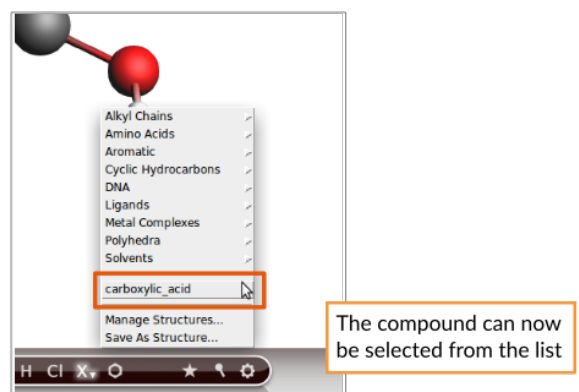 Alkyl Chains
Amino Acids
Aromatic
Cyclic Hydrocarbons
DNA
Ligands
Metal Complexes
Polyhedra
Solvents
carboxylic_acid
Manage Structures...
Save As Structure...
The compound can now
be selected from the list
H Cl X